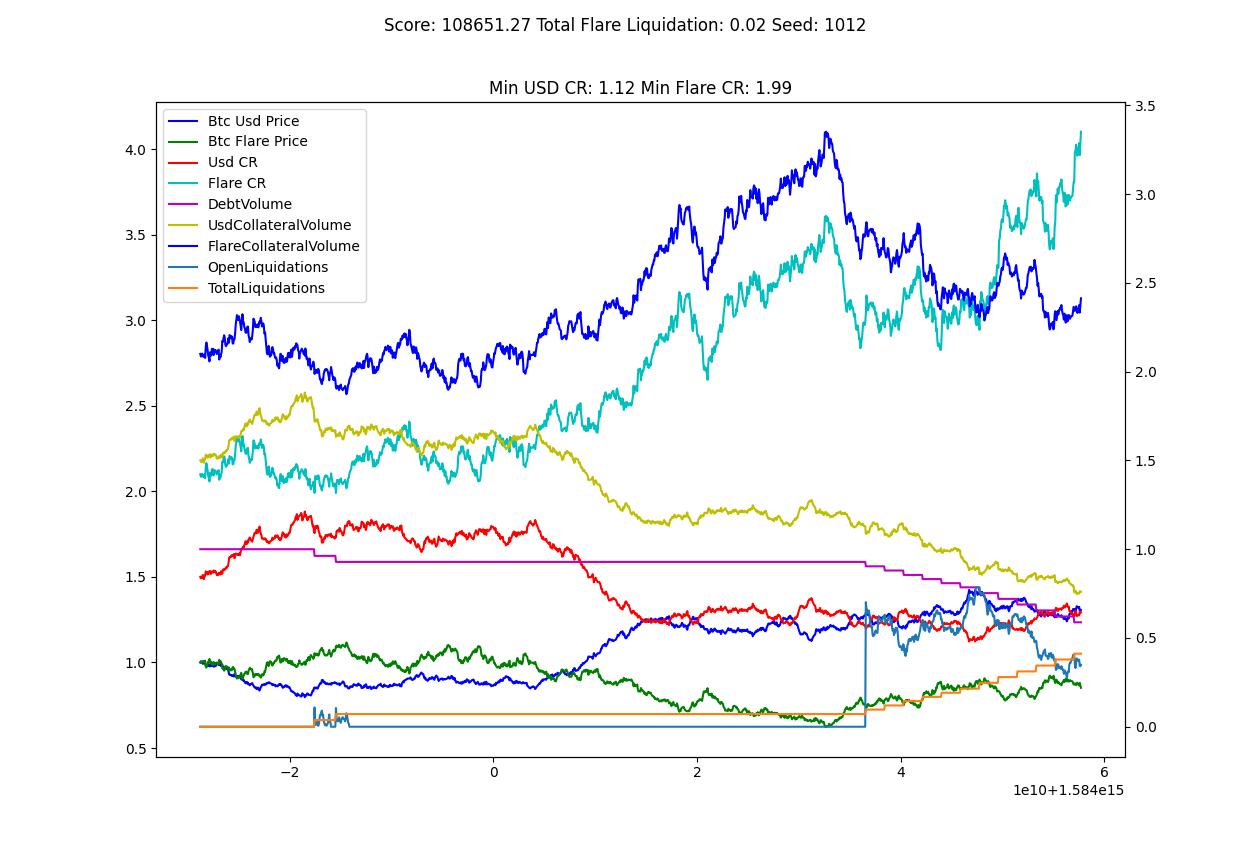 Score: 108651.27 Total Flare Liquidation: 0.02 Seed: 1012
Min USD CR: 1.12 Min Flare CR: 1.99
Btc Usd Price
Btc Flare Price
Usd CR
Flare CR
DebtVolume
UsdCollateralVolume
FlareCollateralVolume
OpenLiquidations
TotalLiquidations
4.0
3.5
3.0
2.5
2.0
1.5
1.0
0.5
3.5
3.0
2.5
2.0
1.5
1.0
0.5
0.0
−2
0
2
4
6
1e10+1.584e15